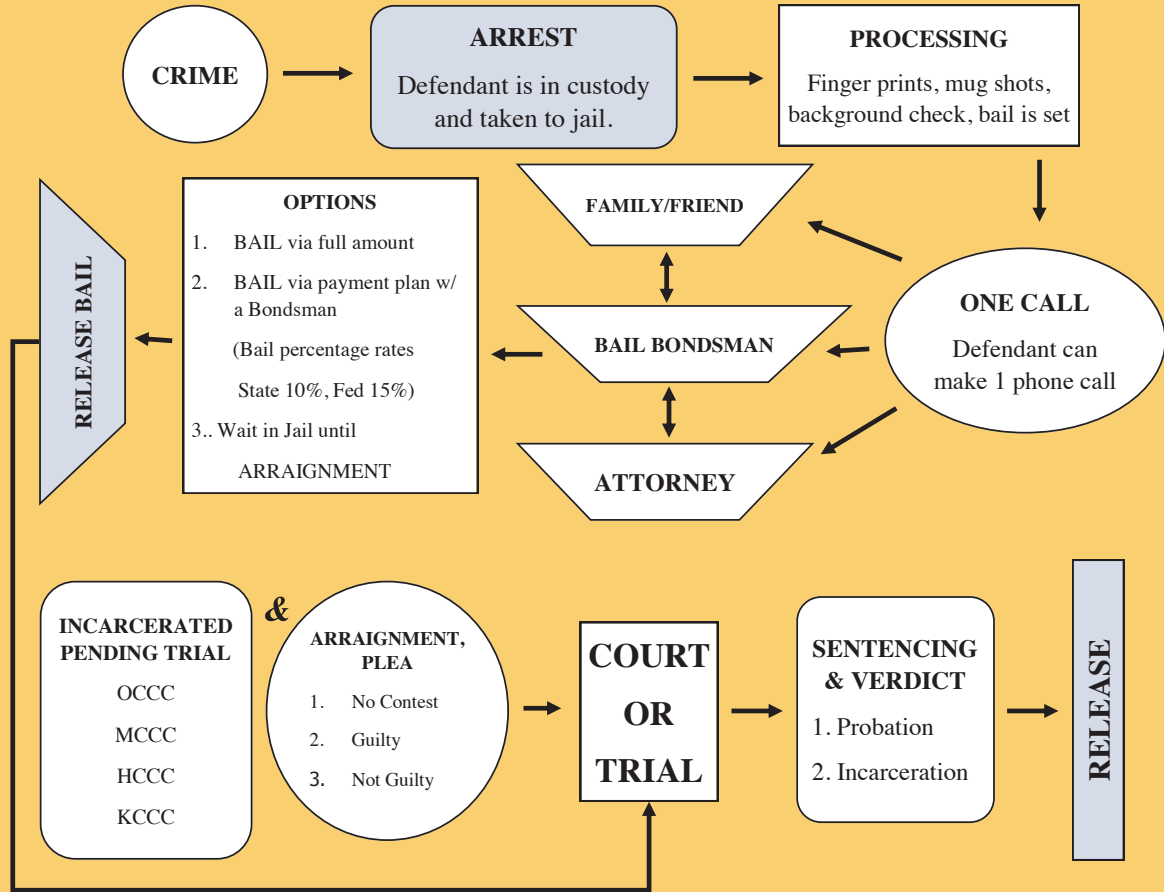 CRIME
ARREST
Defendant is in custody
and taken to jail.
PROCESSING
Finger prints, mug shots,
background check, bail is set
ONE CALL
Defendant can
make 1 phone call
FAMILY/FRIEND
BAIL BONDSMAN
ATTORNEY
OPTIONS
1. BAIL via full amount
2. BAIL via payment plan w/
a Bondsman
(Bail percentage rates
State 10%, Fed 15%)
3.. Wait in Jail until
ARRAIGNMENT
RELEASE BAIL
INCARCERATED
PENDING TRIAL
OCCC
MCCC
HCCC
KCCC
&
ARRAIGNMENT,
PLEA
1. No Contest
2. Guilty
3. Not Guilty
COURT
OR
TRIAL
SENTENCING
& VERDICT
1. Probation
2. Incarceration
RELEASE